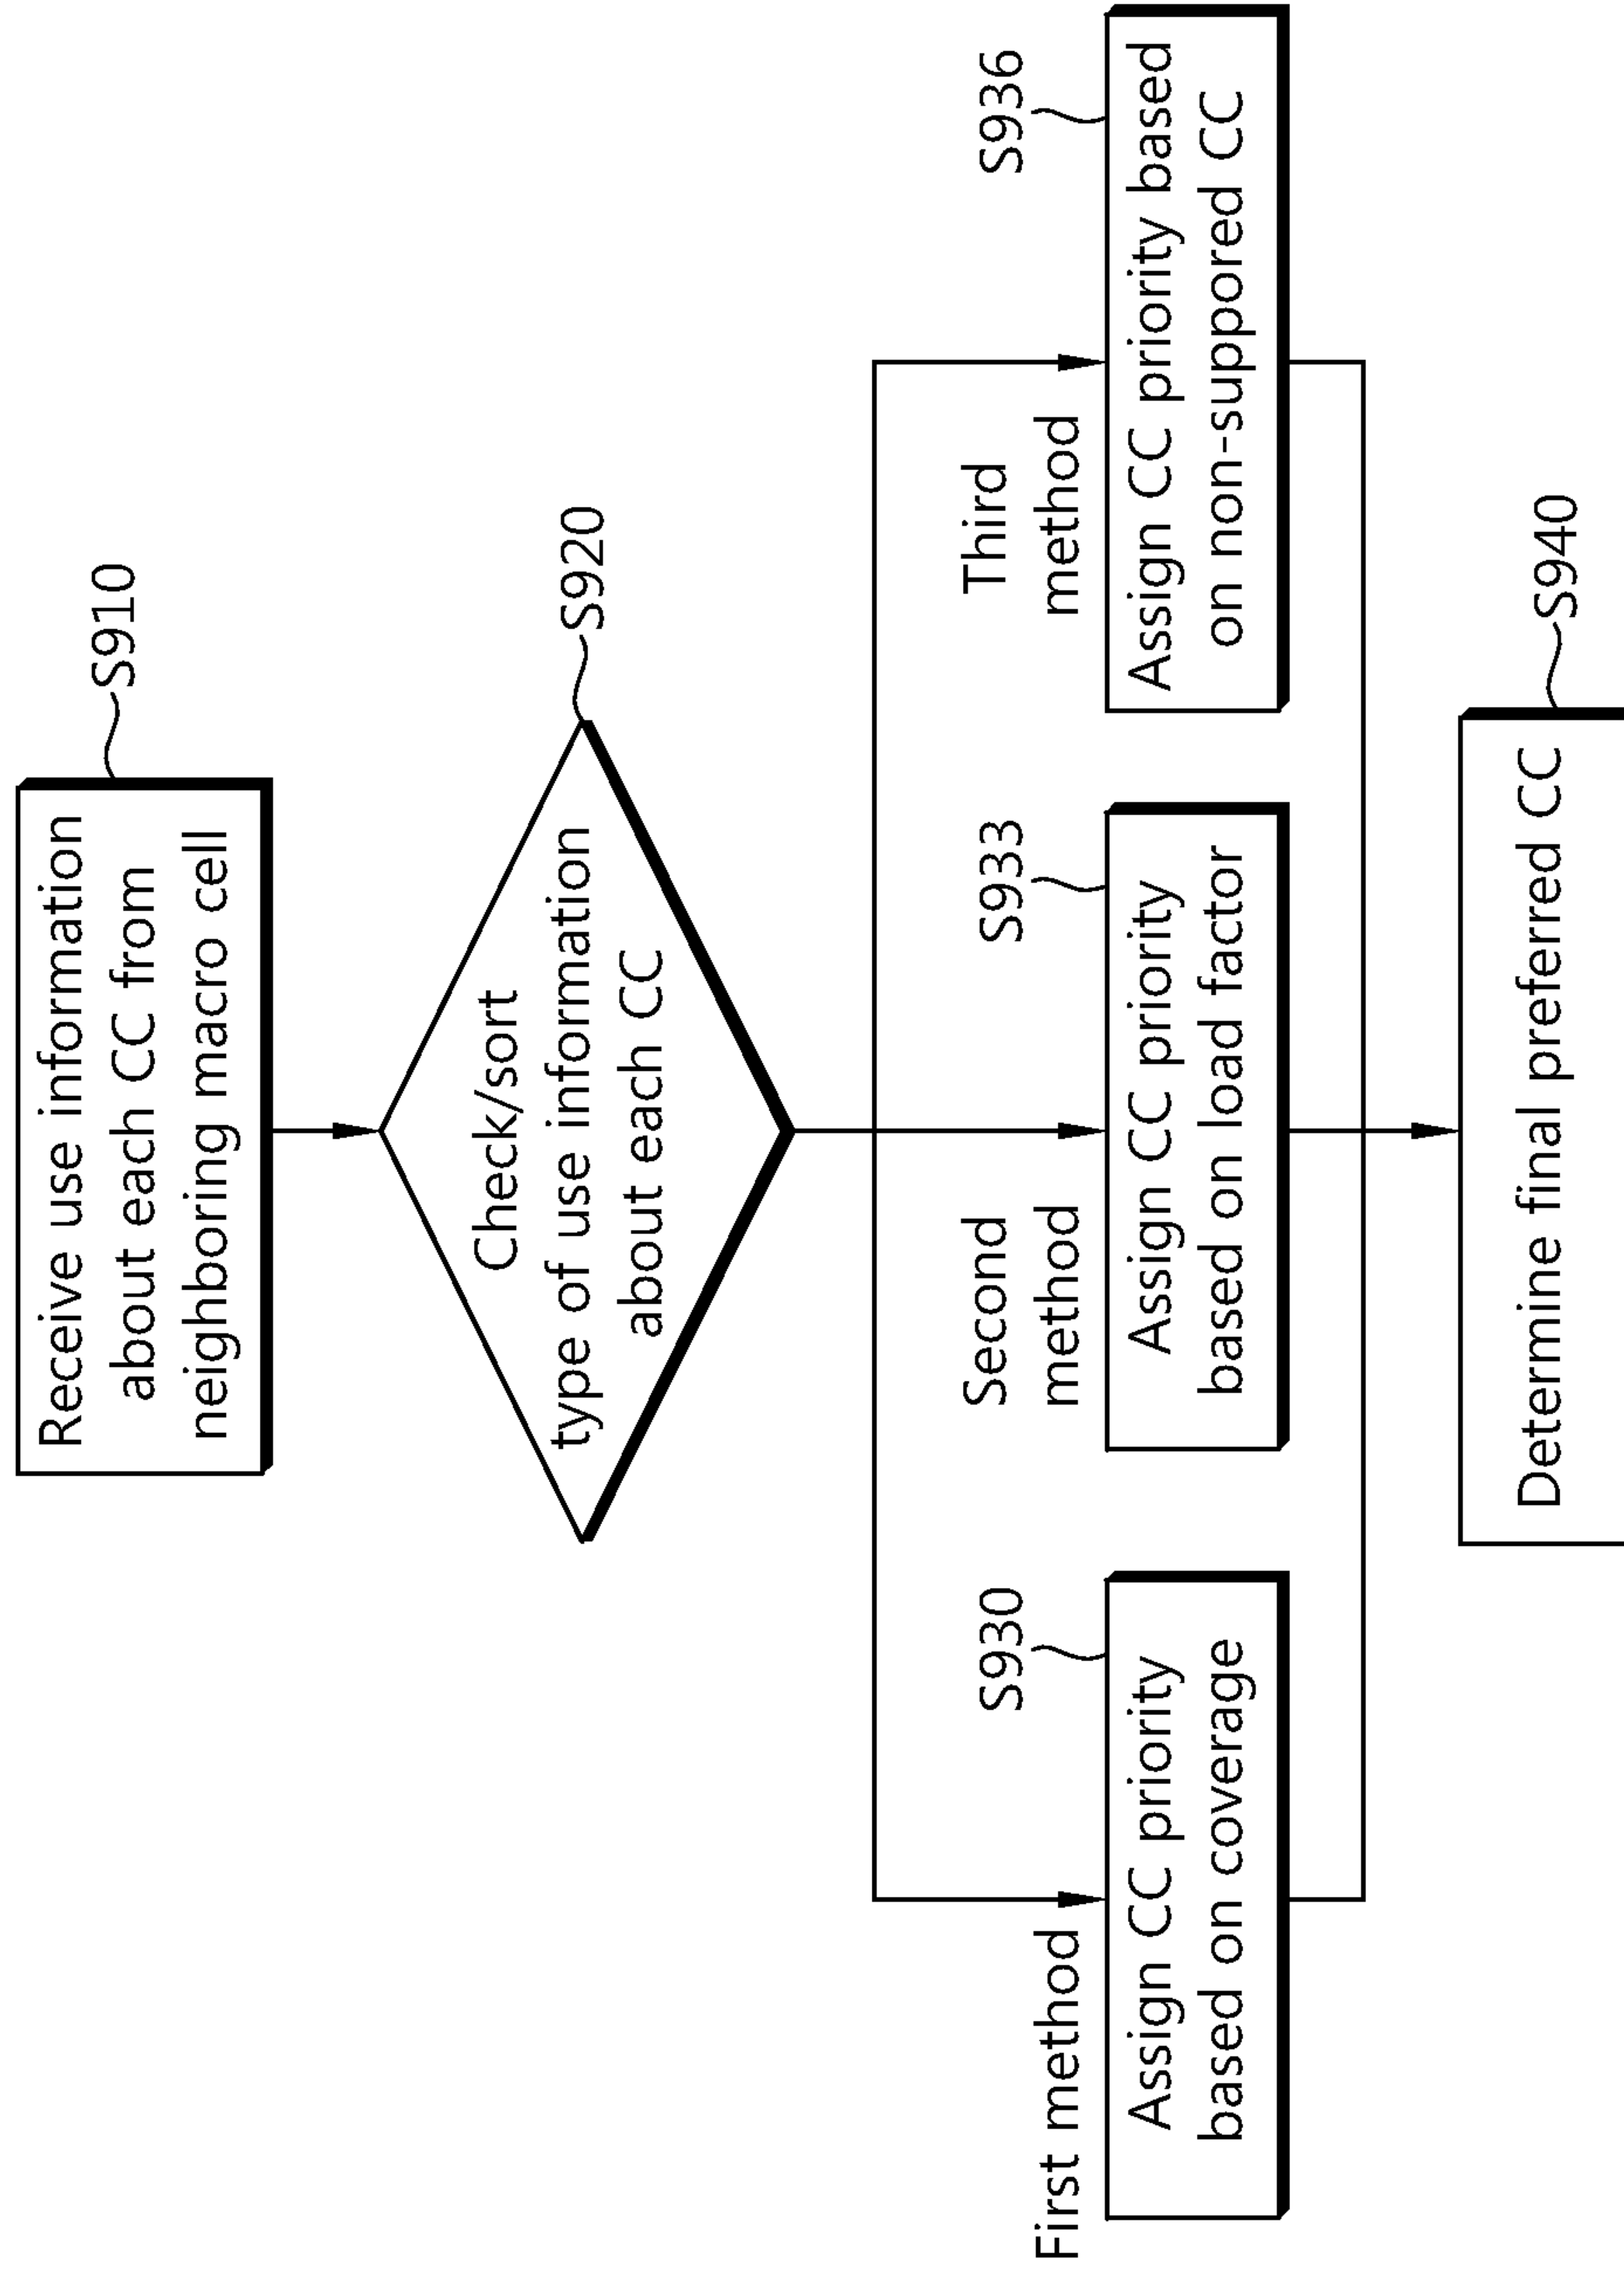 Receive use information
about each CC from
neighboring macro cell
S910
Check/sort
type of use information
about each CC
S920
First method
S930
Assign CC priority
based on coverage
Second
method
S933
Assign CC priority
based on load factor
Third
method
S936
Assign CC priority based
on non-suppored CC
Determine final preferred CC
S940